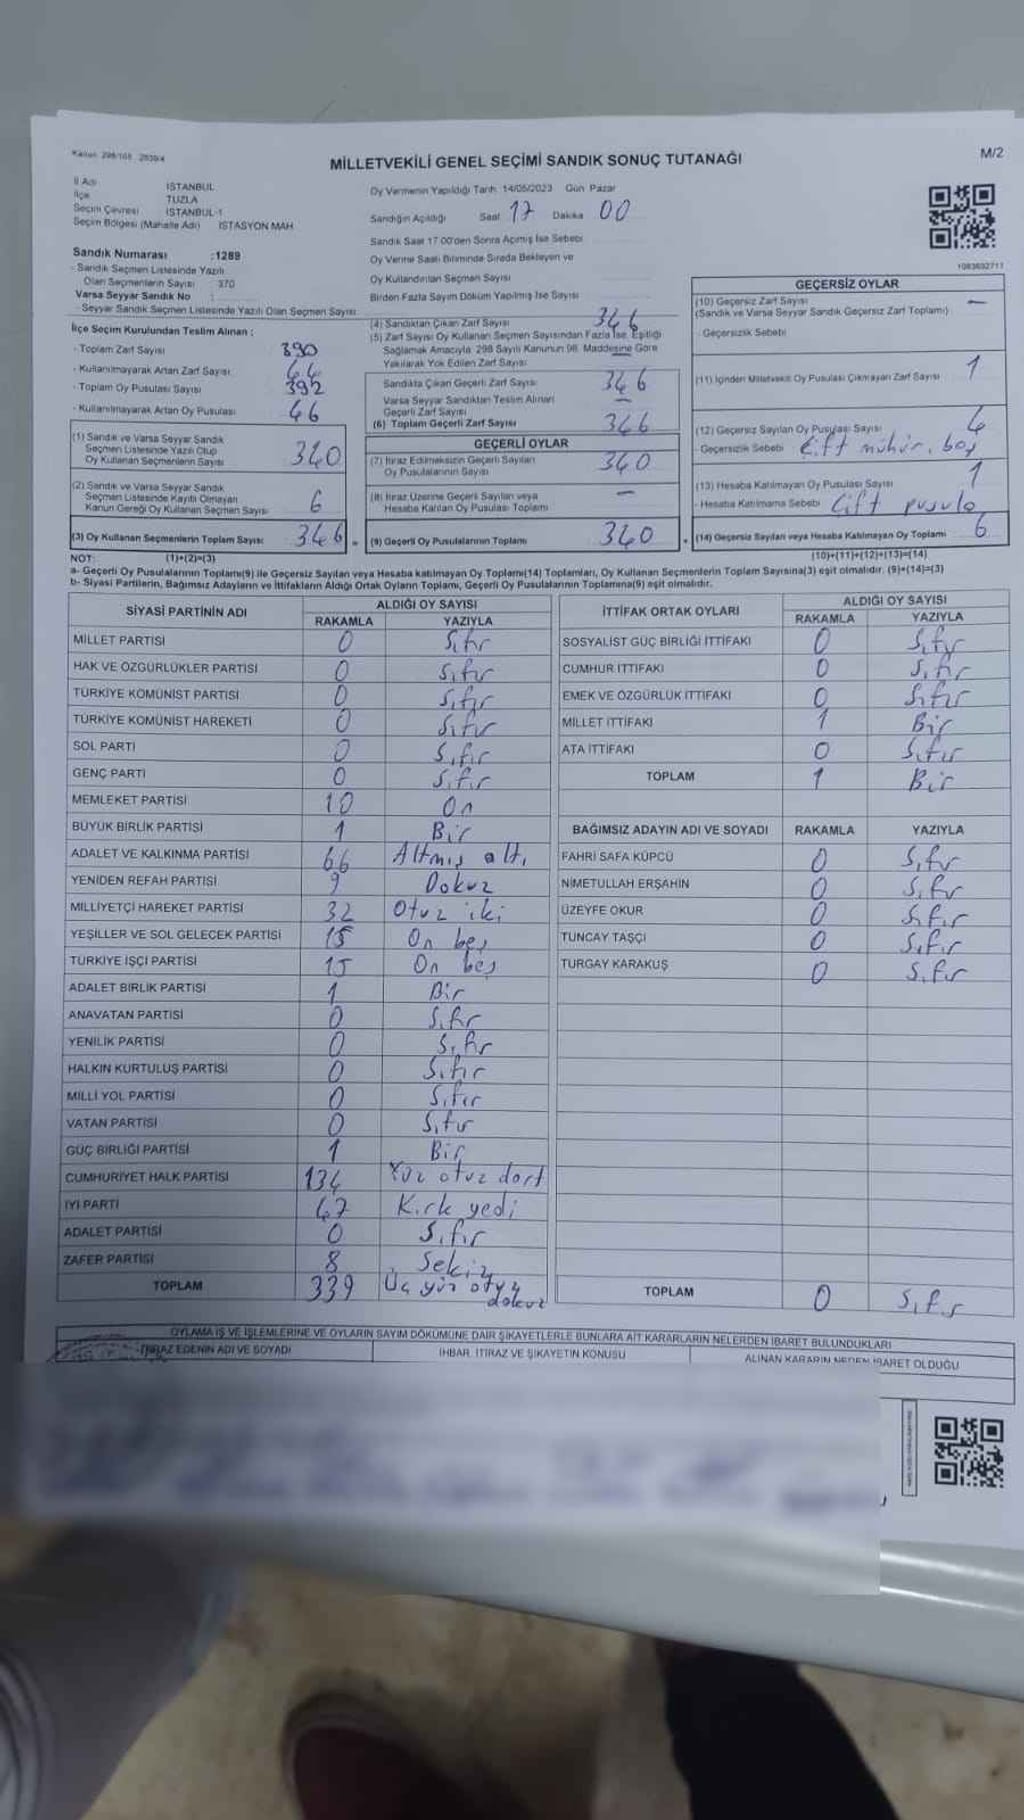 Kanun 298/105 2839/4
MİLLETVEKİLİ GENEL SEÇİMİ SANDIK SONUÇ TUTANAĞI
M/2
İl Adı İSTANBUL
İlçe TUZLA
Seçim Çevresi İSTANBUL-1
Seçim Bölgesi (Mahalle Adı) İSTASYON MAH
Sandık Numarası :1289
- Sandık Seçmen Listesinde Yazılı
Olan Seçmenlerin Sayısı 370
Varsa Seyyar Sandık No :
- Seyyar Sandık Seçmen Listesinde Yazılı Olan Seçmen Sayısı
İlçe Seçim Kurulundan Teslim Alınan :
- Toplam Zarf Sayısı 390
- Kullanılmayarak Artan Zarf Sayısı 44
- Toplam Oy Pusulası Sayısı 392
- Kullanılmayarak Artan Oy Pusulası 46
(1) Sandık ve Varsa Seyyar Sandık
Seçmen Listesinde Yazılı Olup
Oy Kullanan Seçmenlerin Sayısı 340
(2) Sandık ve Varsa Seyyar Sandık
Seçmen Listesinde Kayıtlı Olmayan
Kanun Gereği Oy Kullanan Seçmen Sayısı 6
(3) Oy Kullanan Seçmenlerin Toplam Sayısı 346 =
Oy Vermenin Yapıldığı Tarih 14/05/2023 Gün Pazar
Sandığın Açıldığı Saat 17 Dakika 00
Sandık Saat 17.00'den Sonra Açılmış İse Sebebi
Oy Verme Saati Bitiminde Sırada Bekleyen ve
Oy Kullandırılan Seçmen Sayısı
Birden Fazla Sayım Döküm Yapılmış İse Sayısı
(4) Sandıktan Çıkan Zarf Sayısı 346
(5) Zarf Sayısı Oy Kullanan Seçmen Sayısından Fazla İse, Eşitliği
Sağlamak Amacıyla 298 Sayılı Kanunun 98. Maddesine Göre
Yakılarak Yok Edilen Zarf Sayısı
Sandıkta Çıkan Geçerli Zarf Sayısı 346
Varsa Seyyar Sandıktan Teslim Alınan
Geçerli Zarf Sayısı —
(6) Toplam Geçerli Zarf Sayısı 346
GEÇERLİ OYLAR
(7) İtiraz Edilmeksizin Geçerli Sayılan
Oy Pusulalarının Sayısı 340
(8) İtiraz Üzerine Geçerli Sayılan veya
Hesaba Katılan Oy Pusulası Toplamı —
(9) Geçerli Oy Pusulalarının Toplamı 340 +
1083692711
GEÇERSİZ OYLAR
(10) Geçersiz Zarf Sayısı —
(Sandık ve Varsa Seyyar Sandık Geçersiz Zarf Toplamı)
Geçersizlik Sebebi
(11) İçinden Milletvekili Oy Pusulası Çıkmayan Zarf Sayısı 1
(12) Geçersiz Sayılan Oy Pusulası Sayısı 4
Geçersizlik Sebebi Çift mühür, boş
(13) Hesaba Katılmayan Oy Pusulası Sayısı 1
- Hesaba Katılmama Sebebi Çift pusula
(14) Geçersiz Sayılan veya Hesaba Katılmayan Oy Toplamı 6
NOT: (1)+(2)=(3) (10)+(11)+(12)+(13)=(14)
a- Geçerli Oy Pusulalarının Toplamı(9) ile Geçersiz Sayılan veya Hesaba katılmayan Oy Toplamı(14) Toplamları, Oy Kullanan Seçmenlerin Toplam Sayısına(3) eşit olmalıdır. (9)+(14)=(3)
b- Siyasi Partilerin, Bağımsız Adayların ve İttifakların Aldığı Ortak Oyların Toplamı, Geçerli Oy Pusulalarının Toplamına(9) eşit olmalıdır.
SİYASİ PARTİNİN ADI ALDIĞI OY SAYISI
RAKAMLA YAZIYLA
MİLLET PARTİSİ 0 Sıfır
HAK VE ÖZGÜRLÜKLER PARTİSİ 0 Sıfır
TÜRKİYE KOMÜNİST PARTİSİ 0 Sıfır
TÜRKİYE KOMÜNİST HAREKETİ 0 Sıfır
SOL PARTİ 0 Sıfır
GENÇ PARTİ 0 Sıfır
MEMLEKET PARTİSİ 10 On
BÜYÜK BİRLİK PARTİSİ 1 Bir
ADALET VE KALKINMA PARTİSİ 66 Altmış altı
YENİDEN REFAH PARTİSİ 9 Dokuz
MİLLİYETÇİ HAREKET PARTİSİ 32 Otuz iki
YEŞİLLER VE SOL GELECEK PARTİSİ 15 On beş
TÜRKİYE İŞÇİ PARTİSİ 15 On beş
ADALET BİRLİK PARTİSİ 1 Bir
ANAVATAN PARTİSİ 0 Sıfır
YENİLİK PARTİSİ 0 Sıfır
HALKIN KURTULUŞ PARTİSİ 0 Sıfır
MİLLİ YOL PARTİSİ 0 Sıfır
VATAN PARTİSİ 0 Sıfır
GÜÇ BİRLİĞİ PARTİSİ 1 Bir
CUMHURİYET HALK PARTİSİ 134 Yüz otuz dört
İYİ PARTİ 47 Kırk yedi
ADALET PARTİSİ 0 Sıfır
ZAFER PARTİSİ 8 Sekiz
TOPLAM 339 Üç yüz otuz dokuz
İTTİFAK ORTAK OYLARI ALDIĞI OY SAYISI
RAKAMLA YAZIYLA
SOSYALİST GÜÇ BİRLİĞİ İTTİFAKI 0 Sıfır
CUMHUR İTTİFAKI 0 Sıfır
EMEK VE ÖZGÜRLÜK İTTİFAKI 0 Sıfır
MİLLET İTTİFAKI 1 Bir
ATA İTTİFAKI 0 Sıfır
TOPLAM 1 Bir
BAĞIMSIZ ADAYIN ADI VE SOYADI RAKAMLA YAZIYLA
FAHRİ SAFA KÜPCÜ 0 Sıfır
NİMETULLAH ERŞAHİN 0 Sıfır
ÜZEYFE OKUR 0 Sıfır
TUNCAY TAŞÇI 0 Sıfır
TURGAY KARAKUŞ 0 Sıfır
TOPLAM 0 Sıfır
OYLAMA İŞ VE İŞLEMLERİNE VE OYLARIN SAYIM DÖKÜMÜNE DAİR ŞİKAYETLERLE BUNLARA AİT KARARLARIN NELERDEN İBARET BULUNDUKLARI
İTİRAZ EDENİN ADI VE SOYADI İHBAR, İTİRAZ VE ŞİKAYETİN KONUSU ALINAN KARARIN NEDEN İBARET OLDUĞU